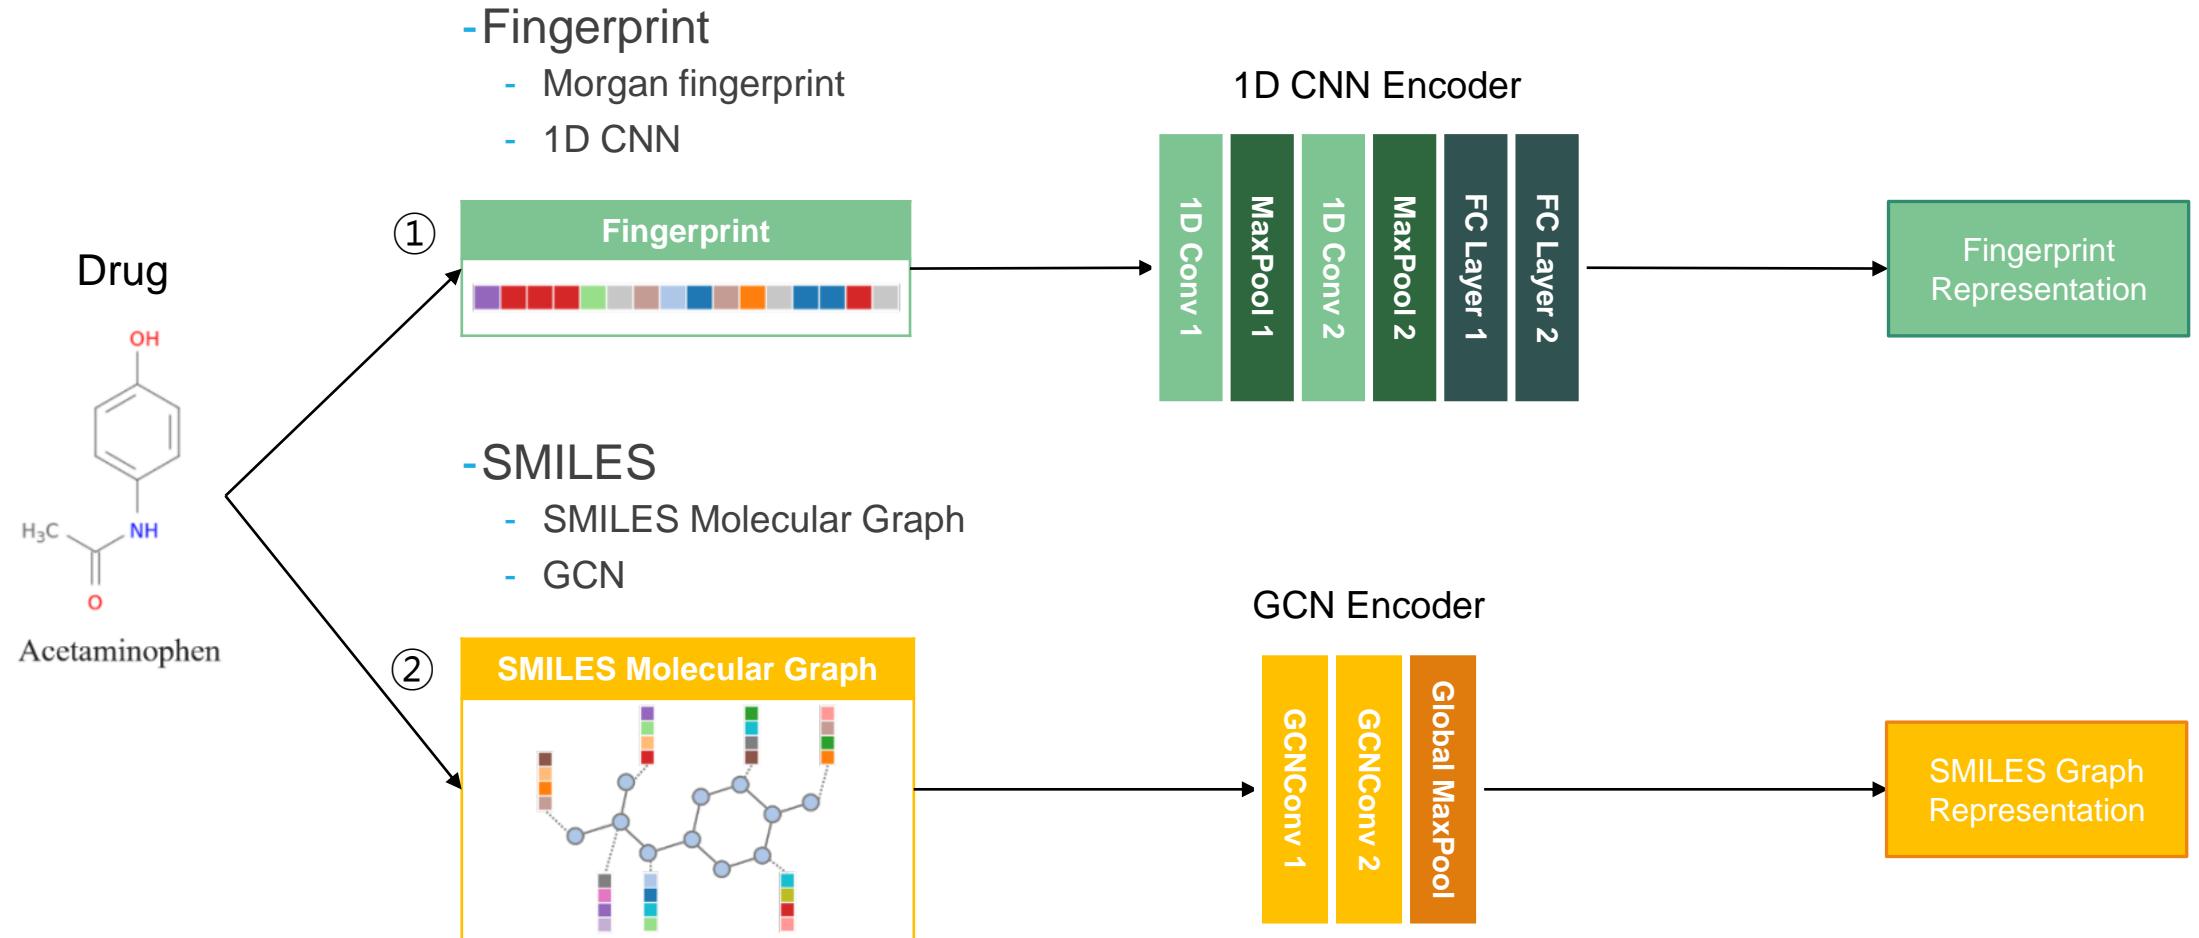 -Fingerprint
- Morgan fingerprint
- 1D CNN
Drug
OH
H₃C
NH
O
Acetaminophen
①
Fingerprint
1D CNN Encoder
1D Conv 1
MaxPool 1
1D Conv 2
MaxPool 2
FC Layer 1
FC Layer 2
Fingerprint
Representation
-SMILES
- SMILES Molecular Graph
- GCN
②
SMILES Molecular Graph
GCN Encoder
GCNConv 1
GCNConv 2
Global MaxPool
SMILES Graph
Representation